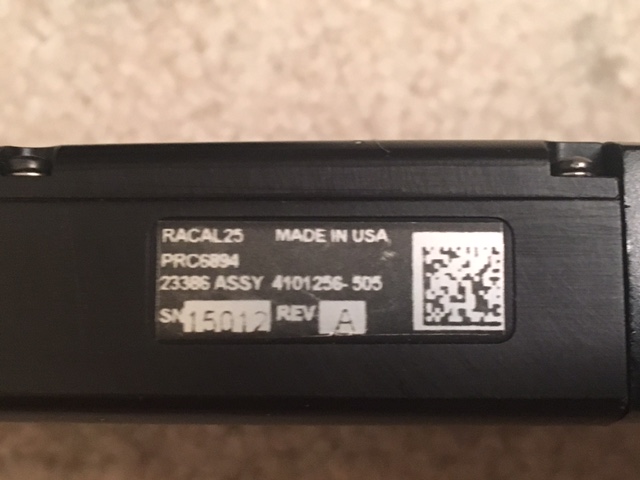 RACAL25 MADE IN USA
PRC6894
23386 ASSY 4101256-505
SN 15012 REV A